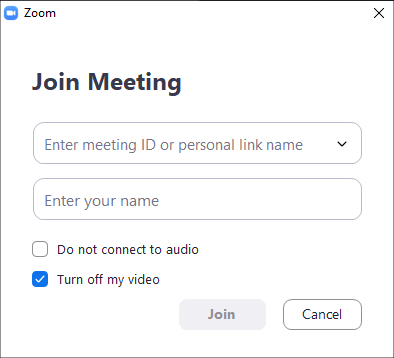 Zoom
Join Meeting
Enter meeting ID or personal link name
Enter your name
Do not connect to audio
Turn off my video
Join
Cancel